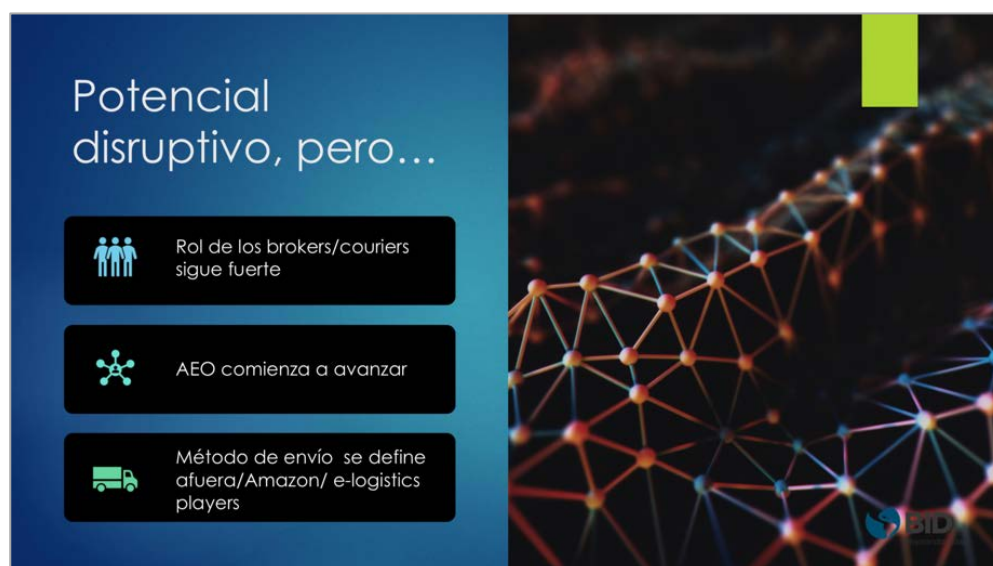 Potencial
disruptivo, pero...
Rol de los brokers/couriers
sigue fuerte
AEO comienza a avanzar
Método de envío se define
afuera/Amazon/ e-logistics
players
BID